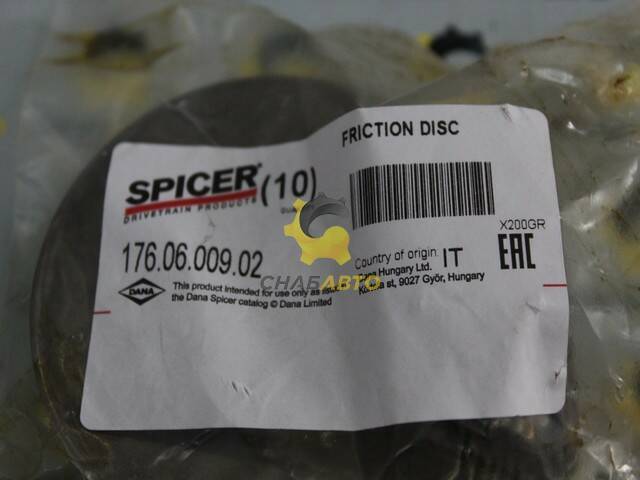 FRICTION DISC
SPICER (10)
DRIVETRAIN PRODUCTS
X200GR
EAC
176.06.009.02
Country of origin IT
Hungary Ltd.
st, 9027 Győr, Hungary
DANA
This product intended for use only as
the Dana Spicer catalog © Dana Limited
СНАБАВТО